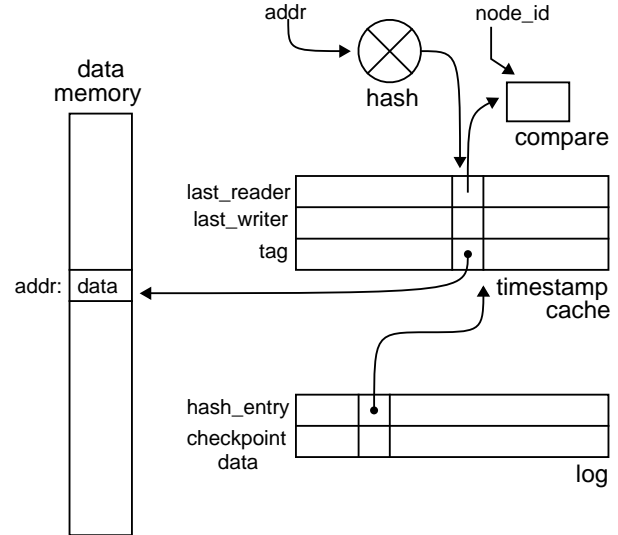 addr
node_id
hash
compare
data
memory
last_reader
last_writer
tag
addr:
data
timestamp
cache
hash_entry
checkpoint
data
log